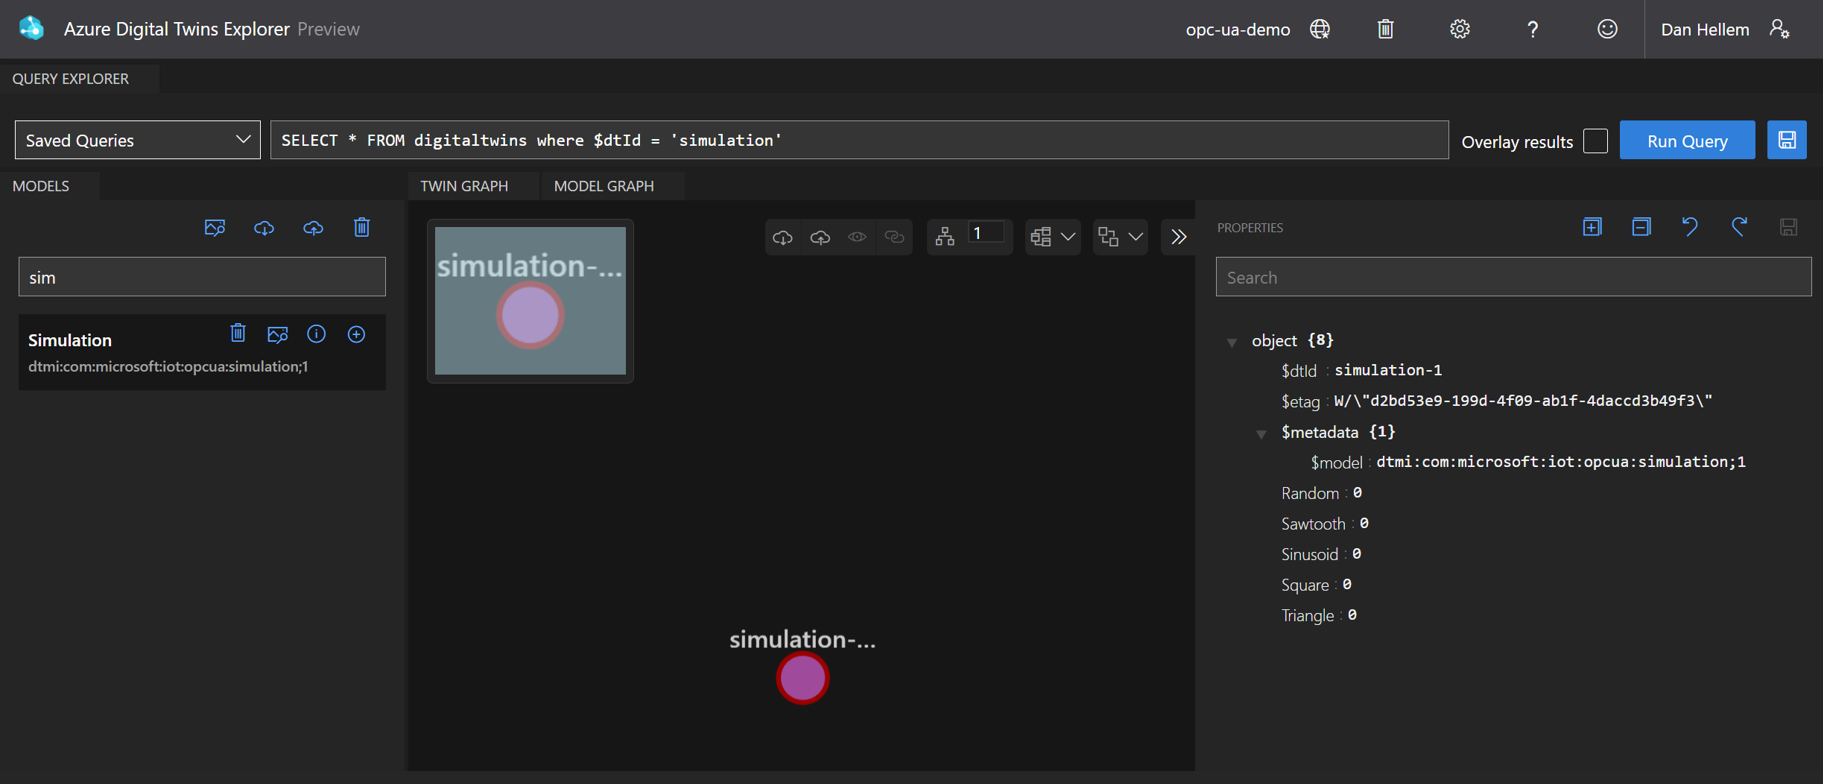 Azure Digital Twins Explorer Preview
opc-ua-demo
?
Dan Hellem
QUERY EXPLORER
Saved Queries
SELECT * FROM digitaltwins where $dtId = 'simulation'
Overlay results
Run Query
MODELS
sim
Simulation
dtmi:com:microsoft:iot:opcua:simulation;1
TWIN GRAPH
MODEL GRAPH
simulation-...
1
simulation-...
PROPERTIES
Search
object {8}
$dtId : simulation-1
$etag : W/\"d2bd53e9-199d-4f09-ab1f-4daccd3b49f3\"
$metadata {1}
$model : dtmi:com:microsoft:iot:opcua:simulation;1
Random : 0
Sawtooth : 0
Sinusoid : 0
Square : 0
Triangle : 0